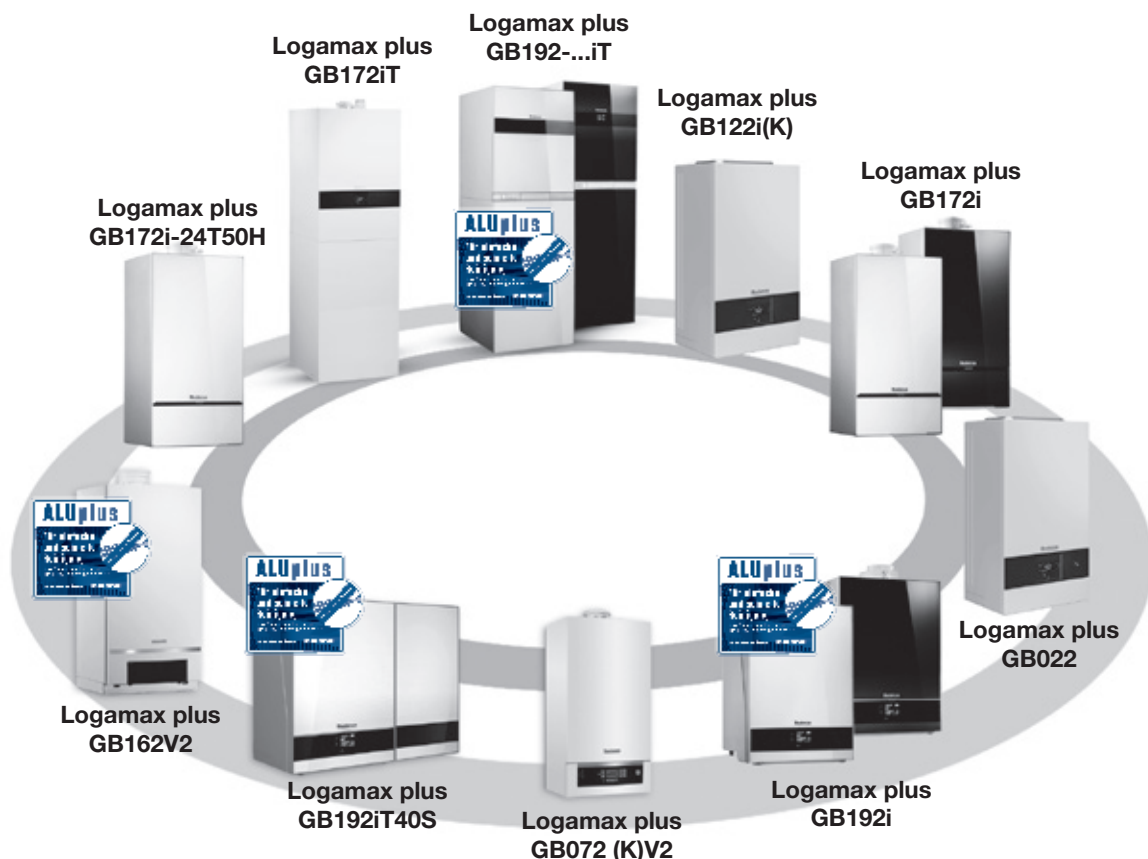 Logamax plus
GB172iT
Logamax plus
GB192-...iT
Logamax plus
GB122i(K)
Logamax plus
GB172i
Logamax plus
GB172i-24T50H
ALUplus
ALUplus
ALUplus
ALUplus
Logamax plus
GB022
Logamax plus
GB162V2
Logamax plus
GB192iT40S
Logamax plus
GB072 (K)V2
Logamax plus
GB192i